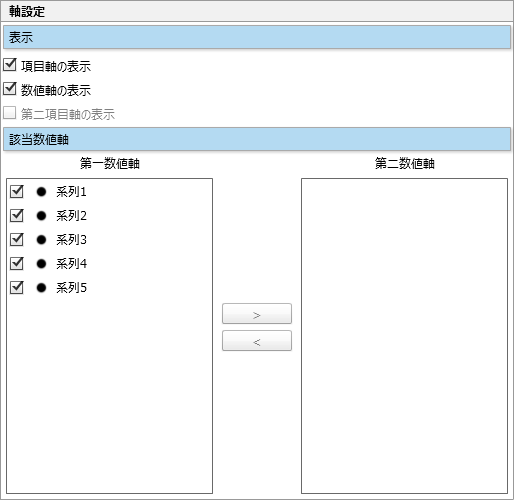 軸設定
表示
項目軸の表示
数値軸の表示
第二項目軸の表示
該当数値軸
第一数値軸
第二数値軸
系列1
系列2
系列3
系列4
系列5
>
<